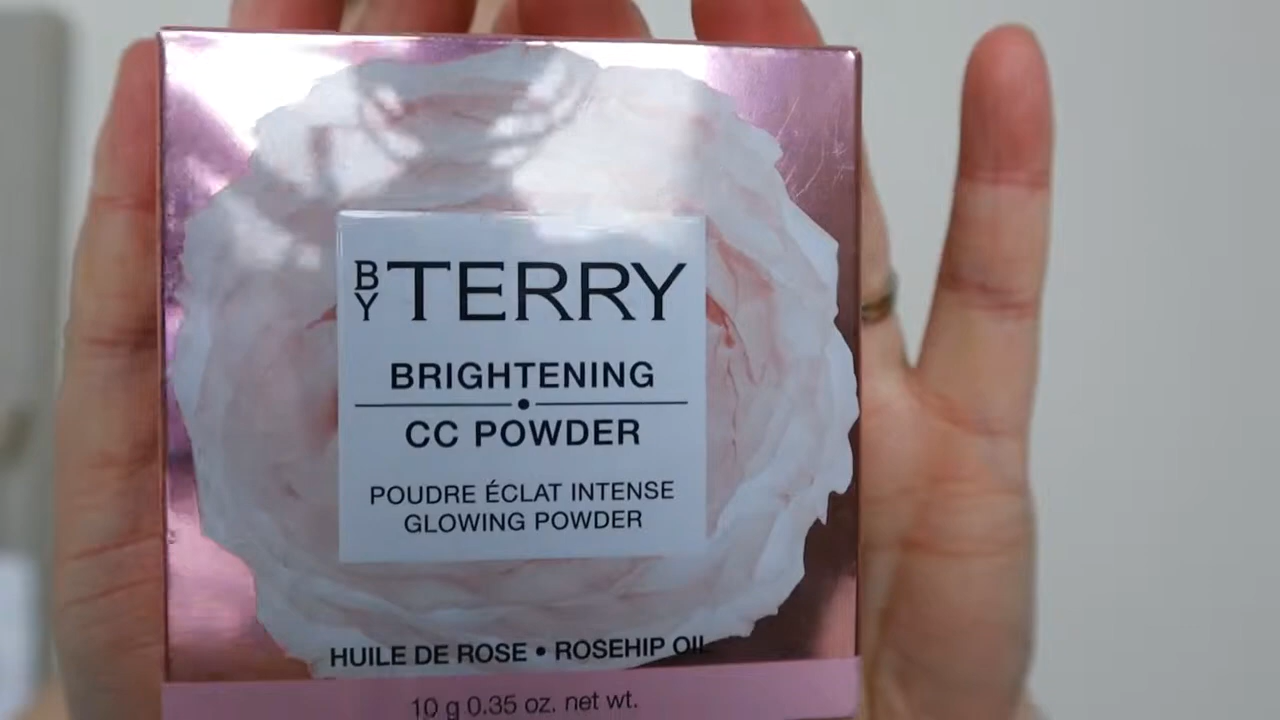 BY TERRY
BRIGHTENING
CC POWDER
POUDRE ÉCLAT INTENSE
GLOWING POWDER
HUILE DE ROSE • ROSEHIP OIL
10 g 0.35 oz. net wt.